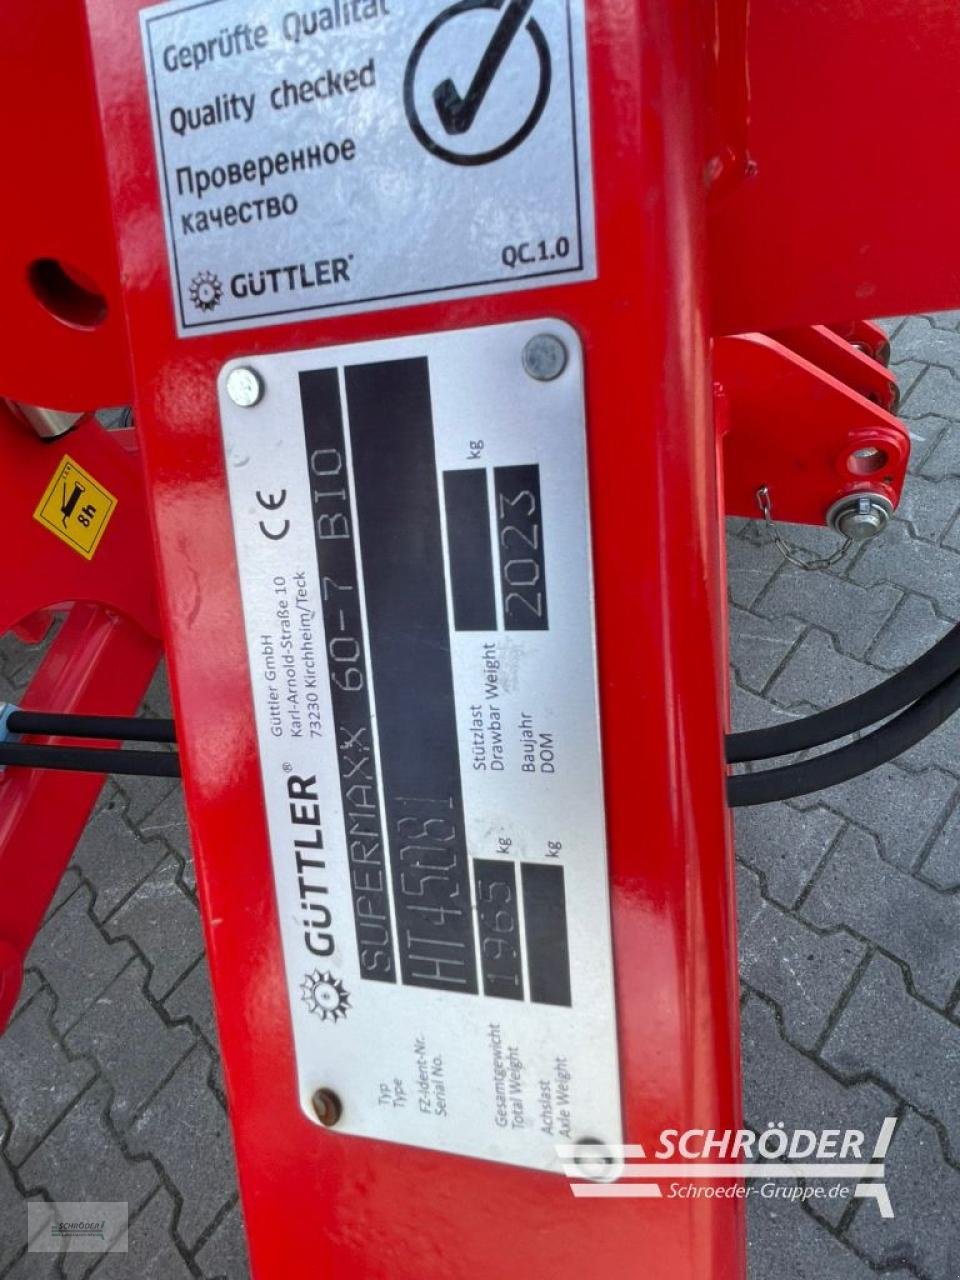 Geprüfte Qualität
Quality checked
Проверенное
качество
GÜTTLER
QC.1.0
GÜTTLER®
Güttler GmbH
Karl-Arnold-Straße 10
73230 Kirchheim/Teck
CE
Typ
Type
SUPERMAXX 60-7 BIO
FZ-Ident-Nr.
Serial No.
HT45081
Gesamtgewicht
Total Weight
1965 kg
Stützlast
Drawbar Weight
kg
Achslast
Axle Weight
kg
Baujahr
DOM
2023
8h
SCHRÖDER
Schroeder-Gruppe.de
SCHRÖDER